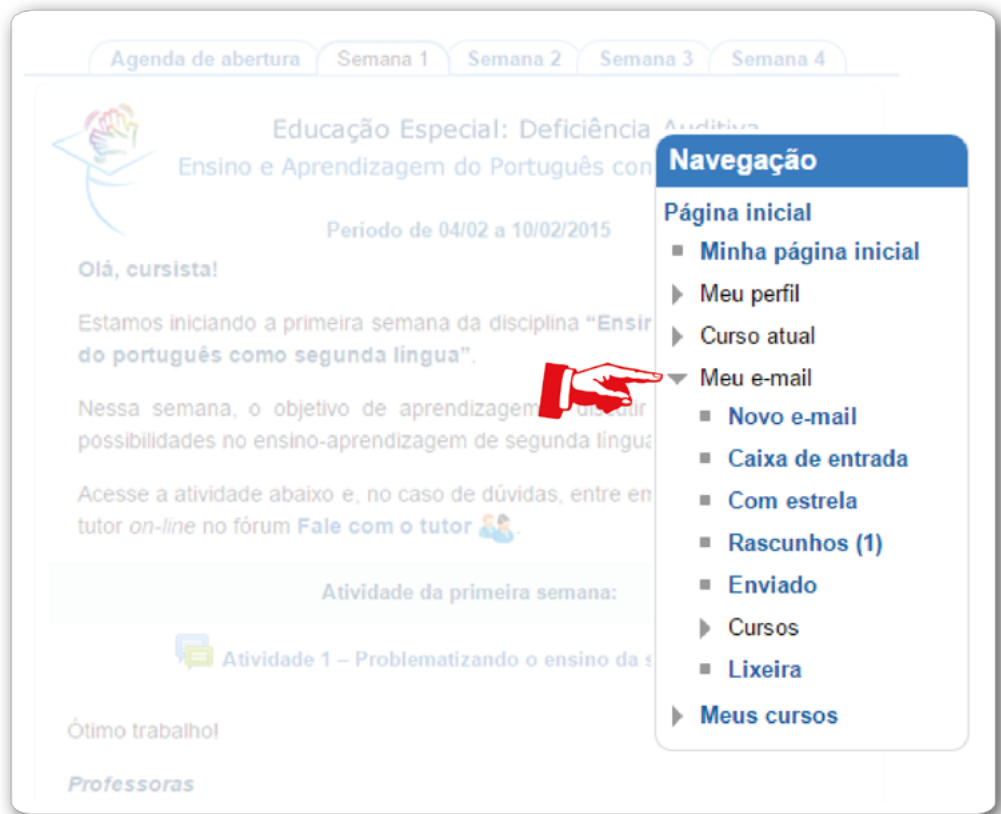 Agenda de abertura Semana 1 Semana 2 Semana 3 Semana 4
Educação Especial: Deficiência Auditiva
Ensino e Aprendizagem do Português con
Período de 04/02 a 10/02/2015
Olá, cursista!
Estamos iniciando a primeira semana da disciplina “Ensir
do português como segunda língua”.
Nessa semana, o objetivo de aprendizagem discutir
possibilidades no ensino-aprendizagem de segunda língua
Acesse a atividade abaixo e, no caso de dúvidas, entre em
tutor on-line no fórum Fale com o tutor .
Atividade da primeira semana:
Atividade 1 – Problematizando o ensino da s
Ótimo trabalho!
Professoras
Navegação
Página inicial
Minha página inicial
Meu perfil
Curso atual
Meu e-mail
Novo e-mail
Caixa de entrada
Com estrela
Rascunhos (1)
Enviado
Cursos
Lixeira
Meus cursos